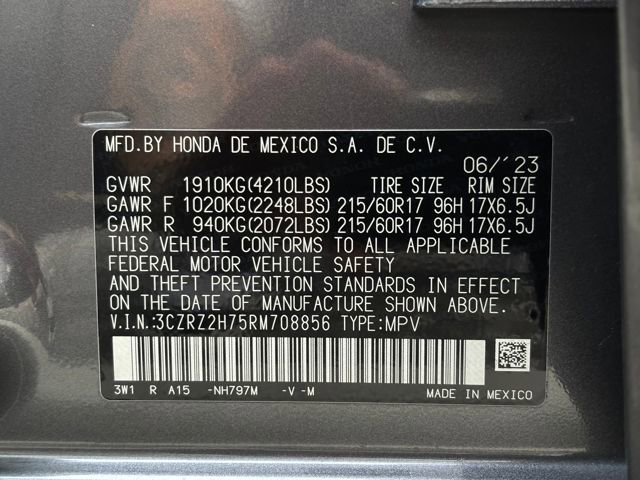 MFD.BY HONDA DE MEXICO S.A. DE C.V.
06/'23
GVWR 1910KG(4210LBS) TIRE SIZE RIM SIZE
GAWR F 1020KG(2248LBS) 215/60R17 96H 17X6.5J
GAWR R 940KG(2072LBS) 215/60R17 96H 17X6.5J
THIS VEHICLE CONFORMS TO ALL APPLICABLE
FEDERAL MOTOR VEHICLE SAFETY
AND THEFT PREVENTION STANDARDS IN EFFECT
ON THE DATE OF MANUFACTURE SHOWN ABOVE.
V.I.N.:3CZRZ2H75RM708856 TYPE:MPV
3W1 R A15 -NH797M -V -M MADE IN MEXICO